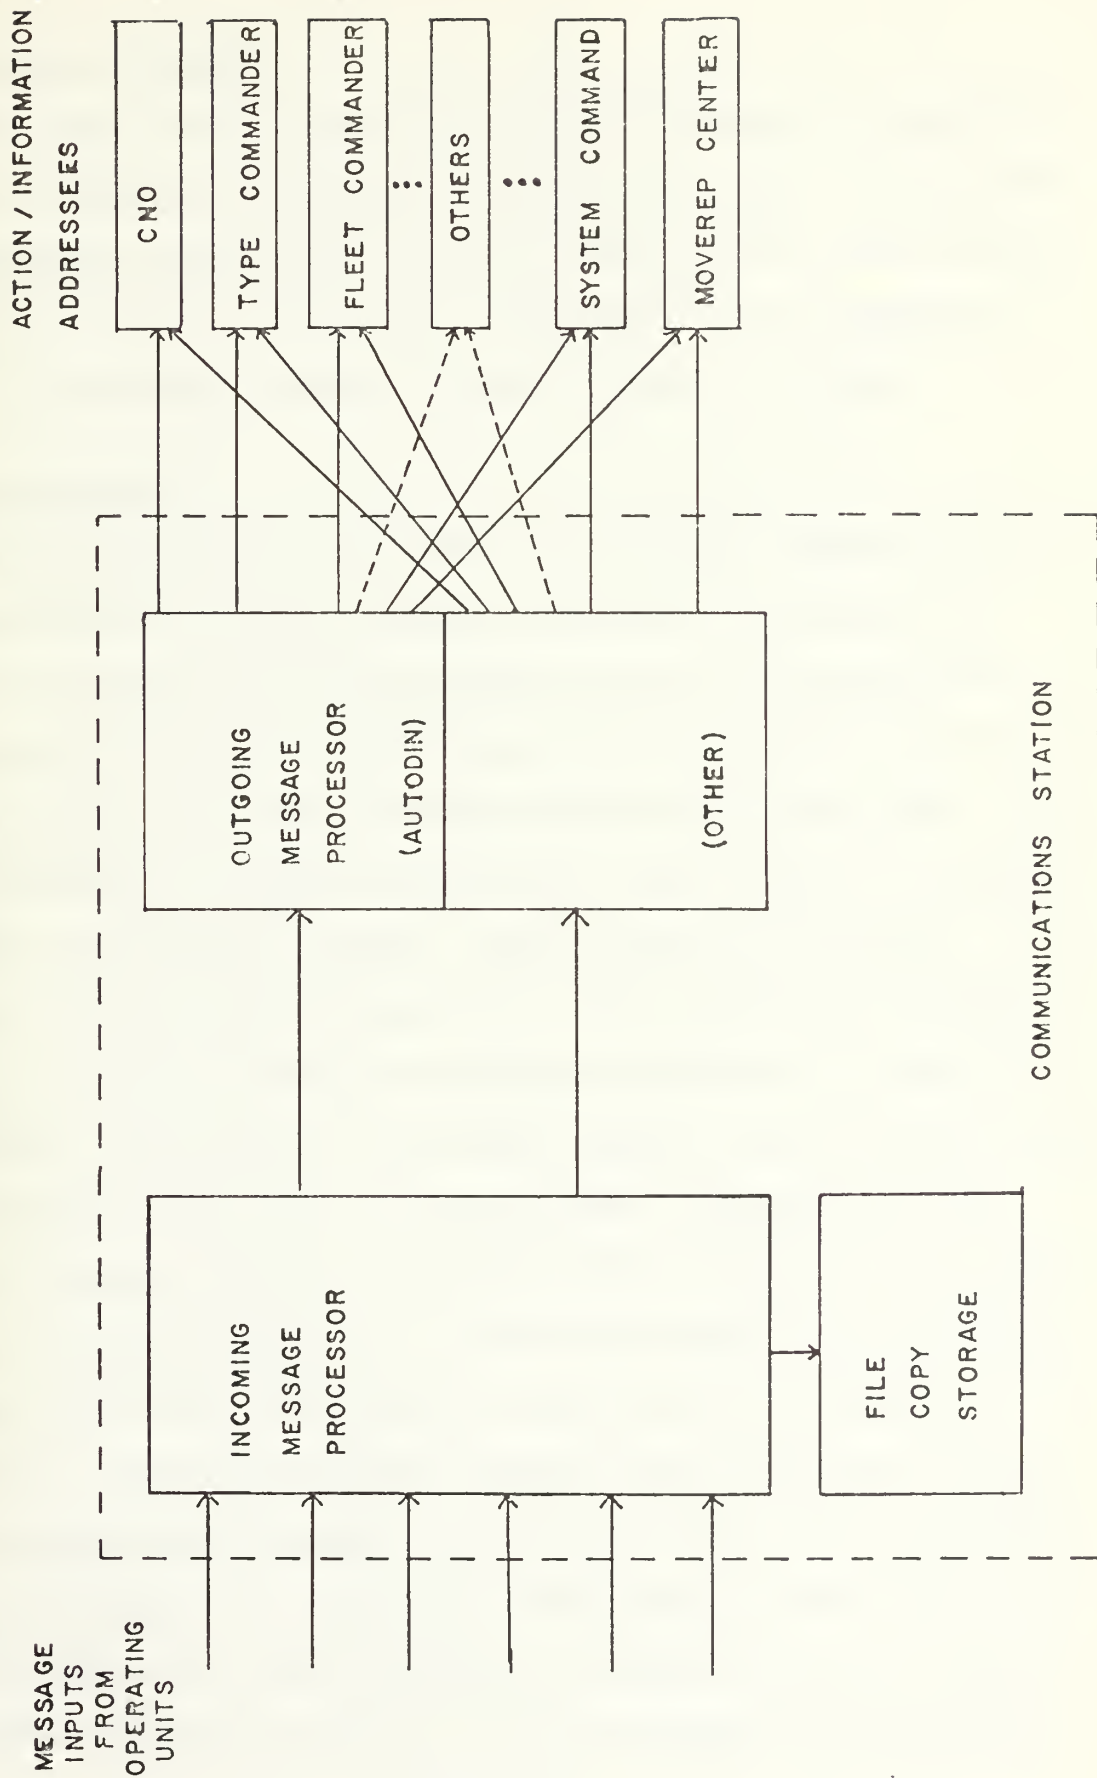 MESSAGE
INPUTS
FROM
OPERATING
UNITS
INCOMING
MESSAGE
PROCESSOR
FILE
COPY
STORAGE
OUTGOING
MESSAGE
PROCESSOR
(AUTODIN)
(OTHER)
COMMUNICATIONS STATION
ACTION / INFORMATION
ADDRESSEES
CNO
TYPE COMMANDER
FLEET COMMANDER
OTHERS
SYSTEM COMMAND
MOVEREP CENTER